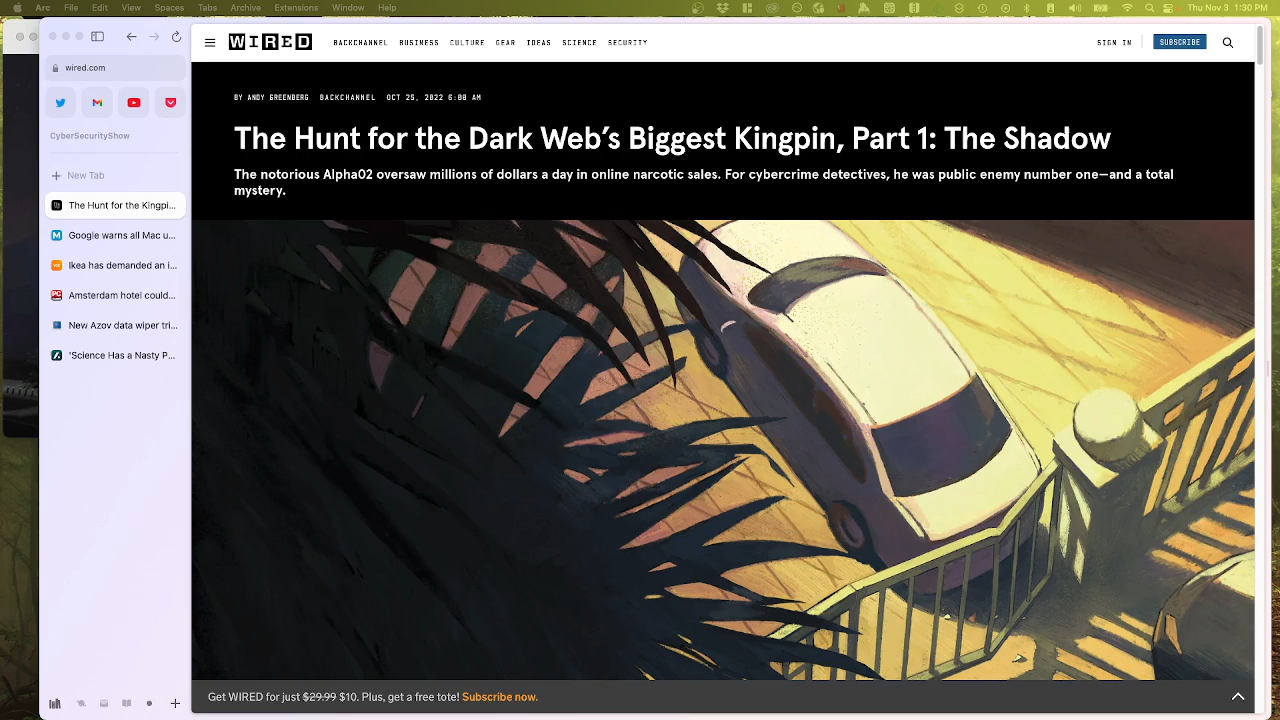 Arc File Edit View Spaces Tabs Archive Extensions Window Help
Thu Nov 3 1:30 PM
wired.com
CyberSecurityShow
New Tab
The Hunt for the Kingpi...
Google warns all Mac u...
Ikea has demanded an i...
Amsterdam hotel could...
New Azov data wiper tri...
'Science Has a Nasty P...
WIRED
BACKCHANNEL BUSINESS CULTURE GEAR IDEAS SCIENCE SECURITY
SIGN IN
SUBSCRIBE
BY ANDY GREENBERG BACKCHANNEL OCT 25, 2022 6:00 AM
The Hunt for the Dark Web’s Biggest Kingpin, Part 1: The Shadow
The notorious Alpha02 oversaw millions of dollars a day in online narcotic sales. For cybercrime detectives, he was public enemy number one—and a total
mystery.
Get WIRED for just $29.99 $10. Plus, get a free tote! Subscribe now.